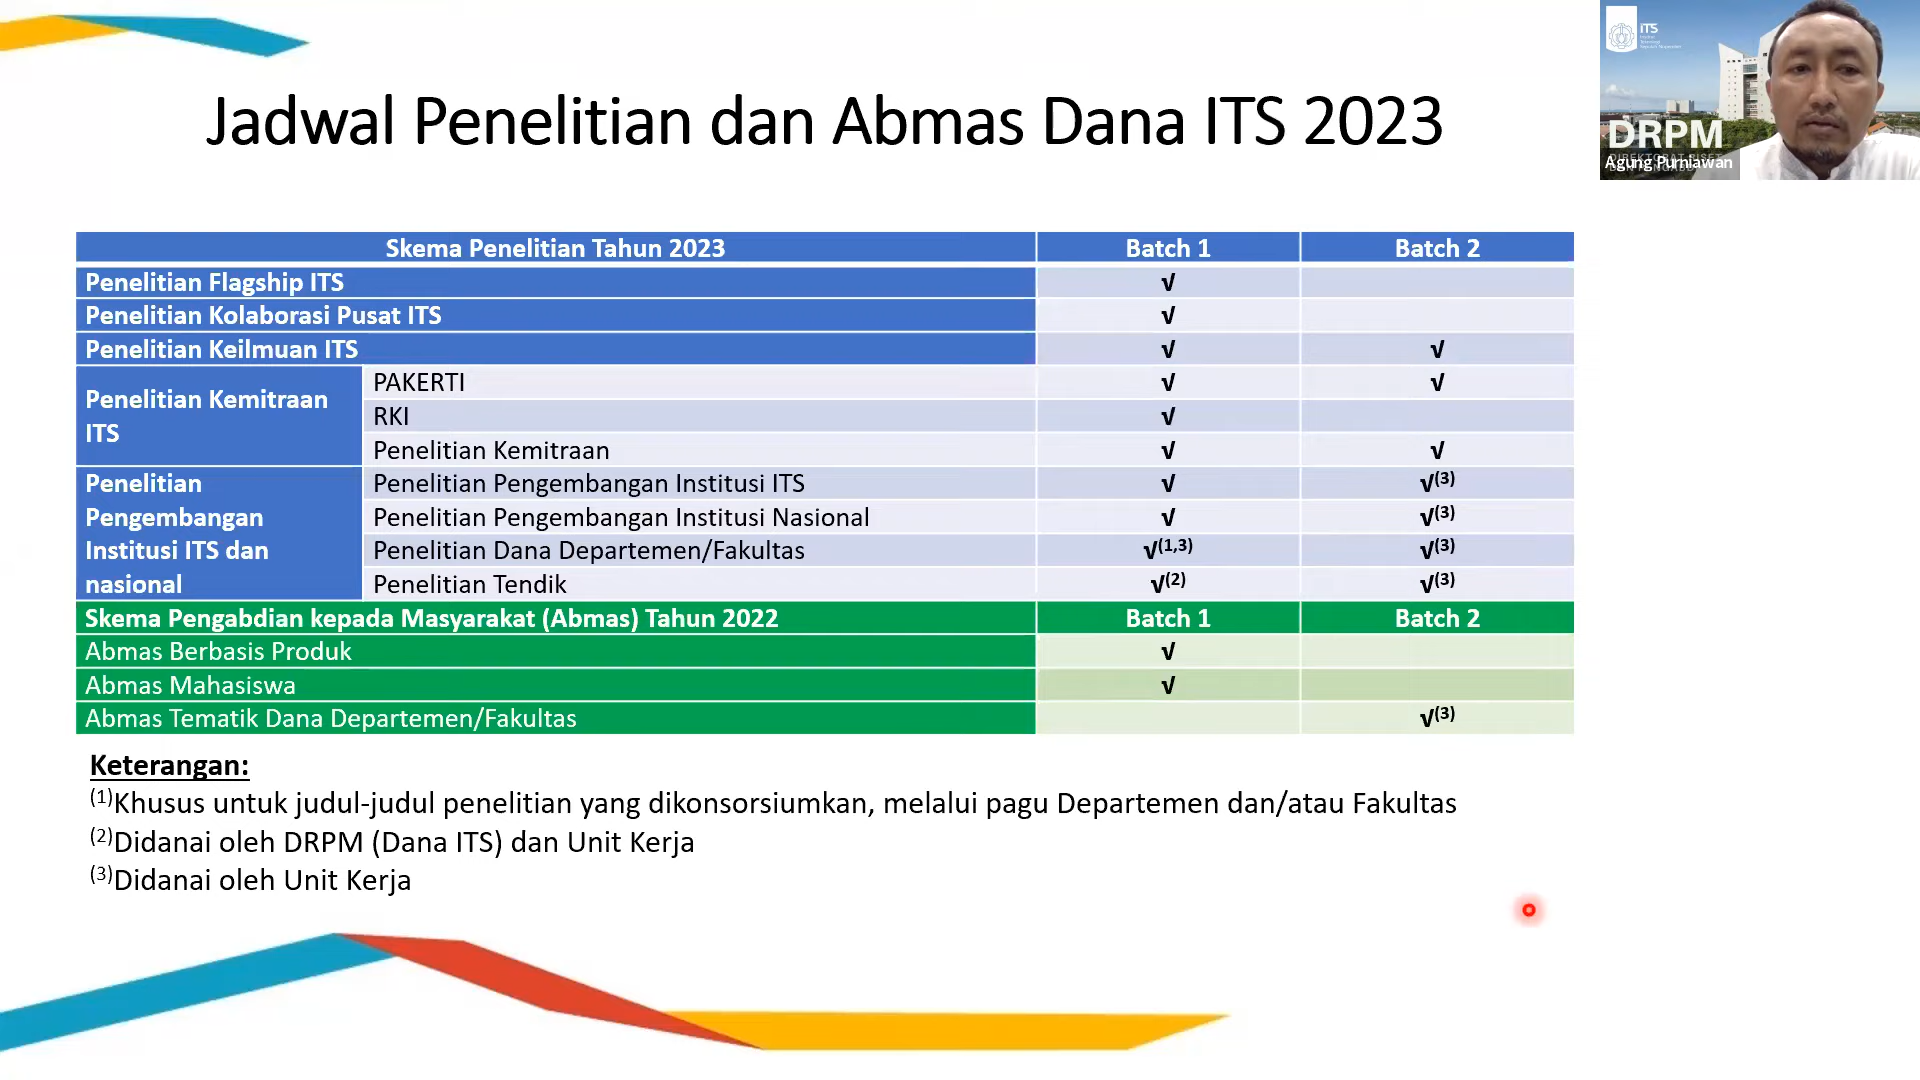 Jadwal Penelitian dan Abmas Dana ITS 2023
ITS
DRPM
Agung Purniawan
Skema Penelitian Tahun 2023 Batch 1 Batch 2
Penelitian Flagship ITS √
Penelitian Kolaborasi Pusat ITS √
Penelitian Keilmuan ITS √ √
Penelitian Kemitraan
ITS
PAKERTI √ √
RKI √
Penelitian Kemitraan √ √
Penelitian
Pengembangan
Institusi ITS dan
nasional
Penelitian Pengembangan Institusi ITS √ √(3)
Penelitian Pengembangan Institusi Nasional √ √(3)
Penelitian Dana Departemen/Fakultas √(1,3) √(3)
Penelitian Tendik √(2) √(3)
Skema Pengabdian kepada Masyarakat (Abmas) Tahun 2022 Batch 1 Batch 2
Abmas Berbasis Produk √
Abmas Mahasiswa √
Abmas Tematik Dana Departemen/Fakultas √(3)
Keterangan:
(1)Khusus untuk judul-judul penelitian yang dikonsorsiumkan, melalui pagu Departemen dan/atau Fakultas
(2)Didanai oleh DRPM (Dana ITS) dan Unit Kerja
(3)Didanai oleh Unit Kerja